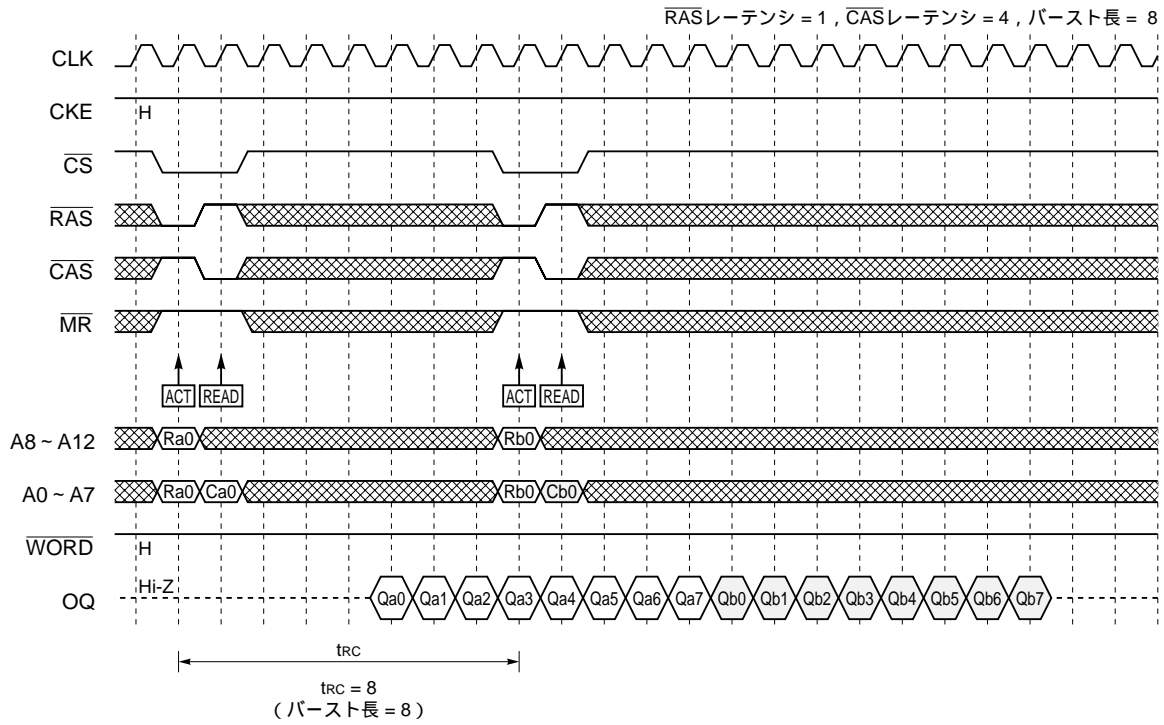 RASレーテンシ = 1 , CASレーテンシ = 4 , バースト長 = 8
CLK
CKE H
CS
RAS
CAS
MR
ACT READ ACT READ
A8 ~ A12 Ra0 Rb0
A0 ~ A7 Ra0 Ca0 Rb0 Cb0
WORD H
OQ Hi-Z Qa0 Qa1 Qa2 Qa3 Qa4 Qa5 Qa6 Qa7 Qb0 Qb1 Qb2 Qb3 Qb4 Qb5 Qb6 Qb7
tRC
tRC = 8
( バースト長 = 8 )